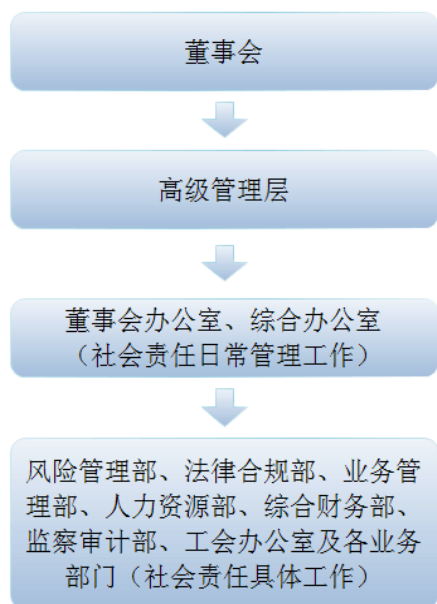 董事会
高级管理层
董事会办公室、综合办公室
（社会责任日常管理工作）
风险管理部、法律合规部、业务管
理部、人力资源部、综合财务部、
监察审计部、工会办公室及各业务
部门（社会责任具体工作）